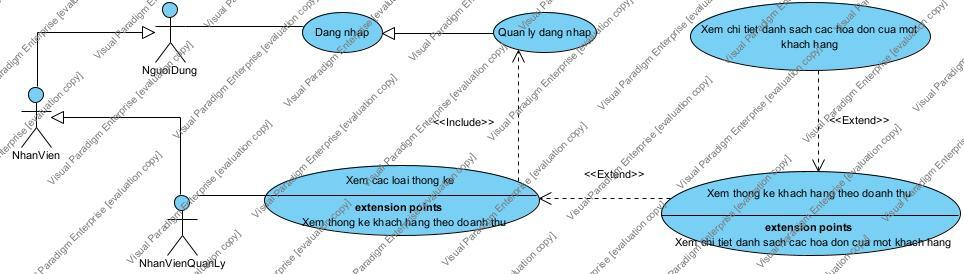 Dang nhap
Quan ly dang nhap
Xem chi tiet danh sach cac hoa don cua mot
khach hang
NguoiDung
NhanVien
<<Include>>
<<Extend>>
<<Extend>>
Xem cac loai thong ke
extension points
Xem thong ke khach hang theo doanh thu
Xem thong ke khach hang theo doanh thu
extension points
Xem chi tiet danh sach cac hoa don cua mot khach hang
NhanVienQuanLy
Visual Paradigm Enterprise [evaluation copy]